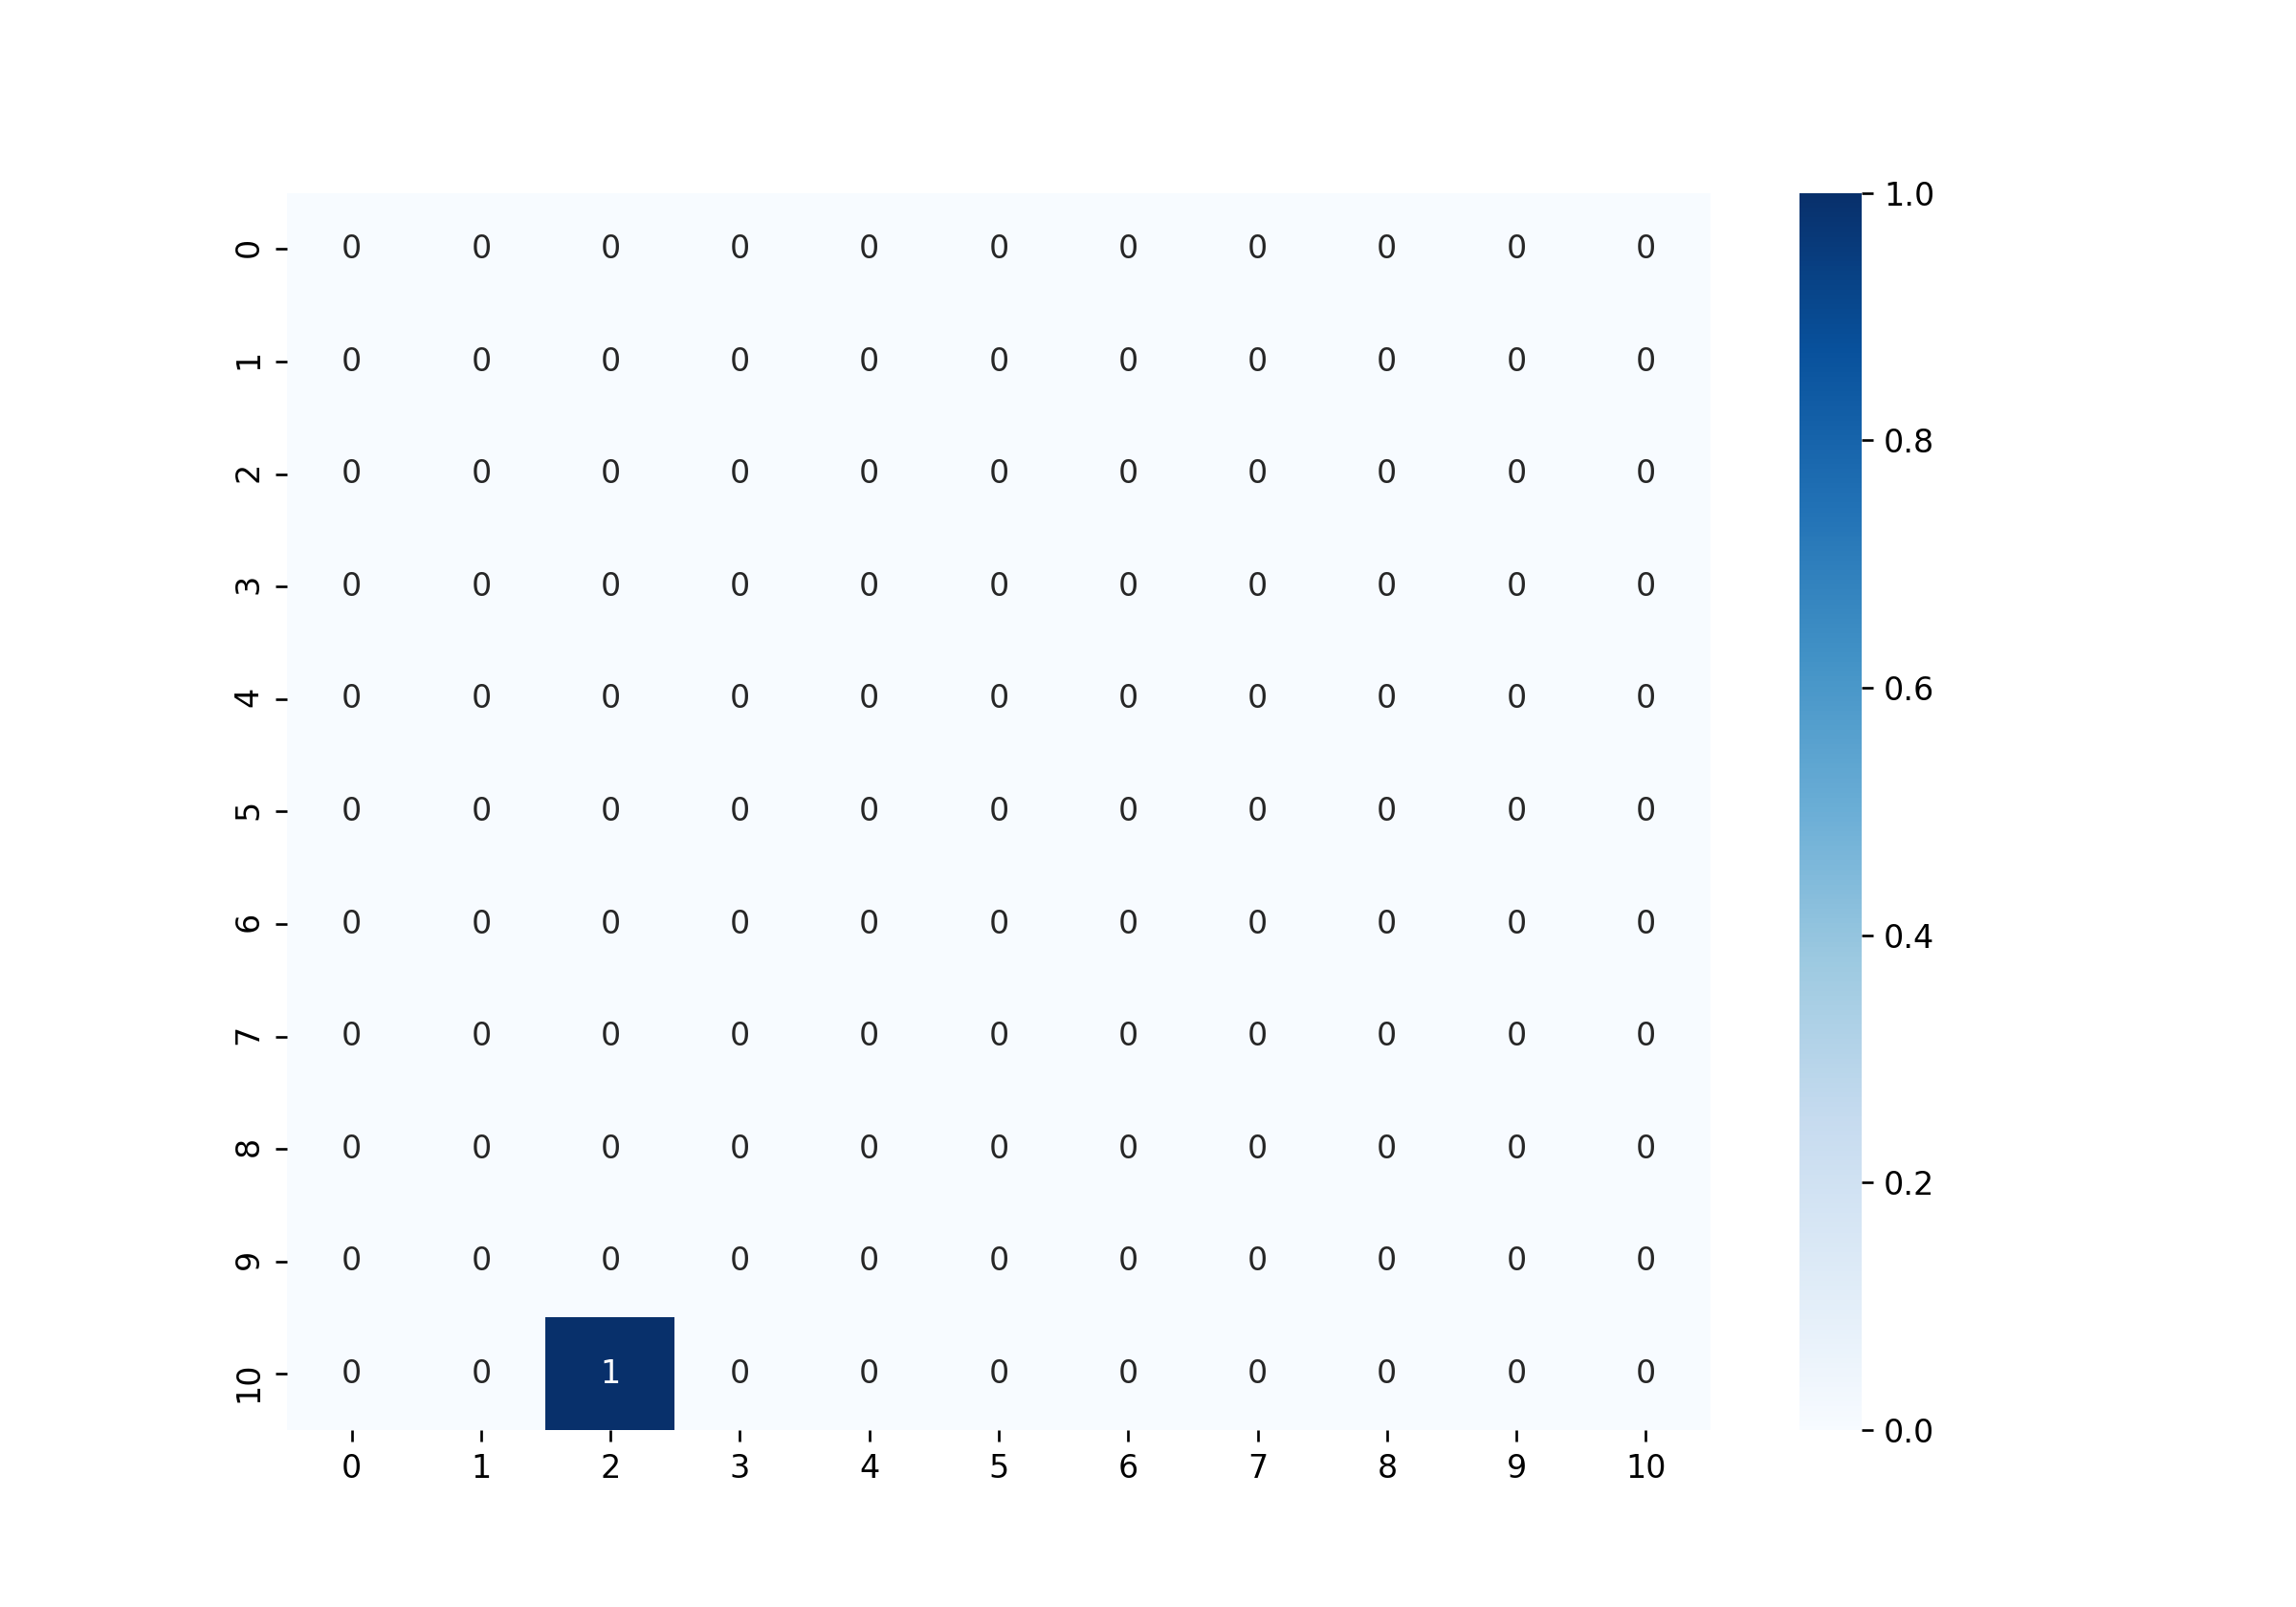 1.0
0 0 0 0 0 0 0 0 0 0 0 0
1 0 0 0 0 0 0 0 0 0 0 0
0.8
2 0 0 0 0 0 0 0 0 0 0 0
3 0 0 0 0 0 0 0 0 0 0 0
0.6
4 0 0 0 0 0 0 0 0 0 0 0
5 0 0 0 0 0 0 0 0 0 0 0
6 0 0 0 0 0 0 0 0 0 0 0
0.4
7 0 0 0 0 0 0 0 0 0 0 0
8 0 0 0 0 0 0 0 0 0 0 0
0.2
9 0 0 0 0 0 0 0 0 0 0 0
10 0 0 1 0 0 0 0 0 0 0 0
0.0
0 1 2 3 4 5 6 7 8 9 10